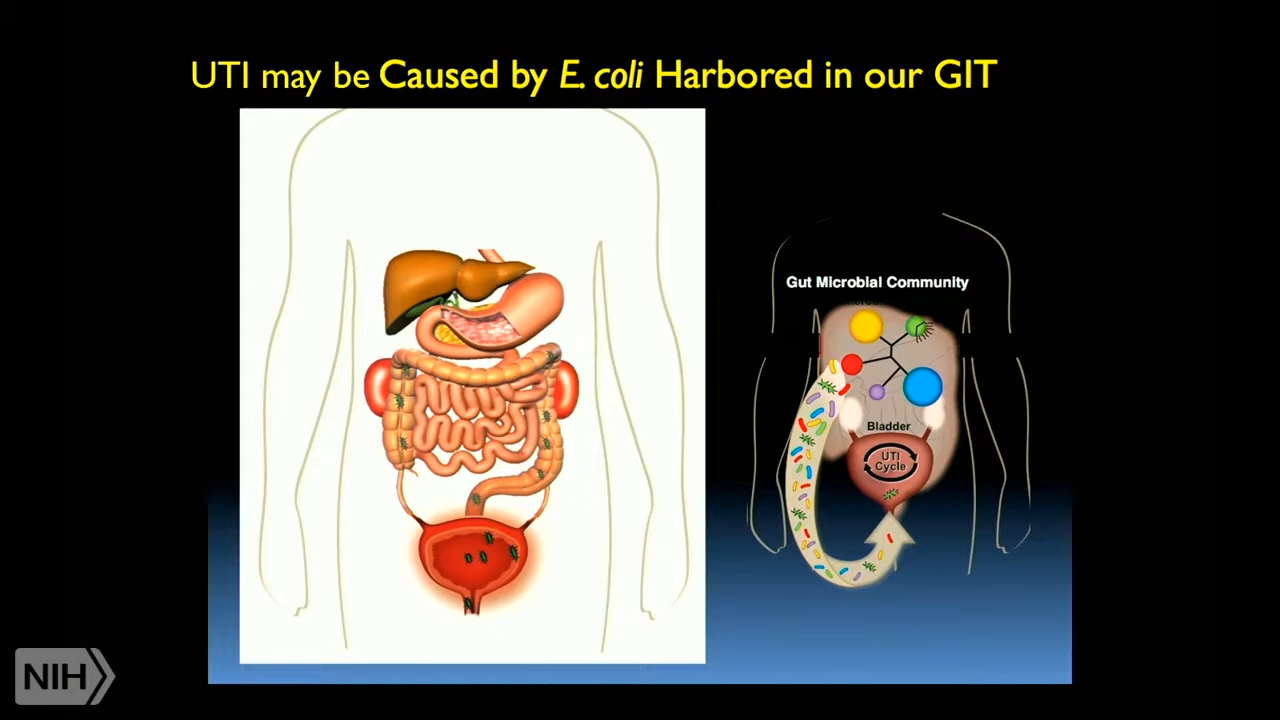 UTI may be Caused by E. coli Harbored in our GIT
Gut Microbial Community
Bladder
UTI
Cycle
NIH